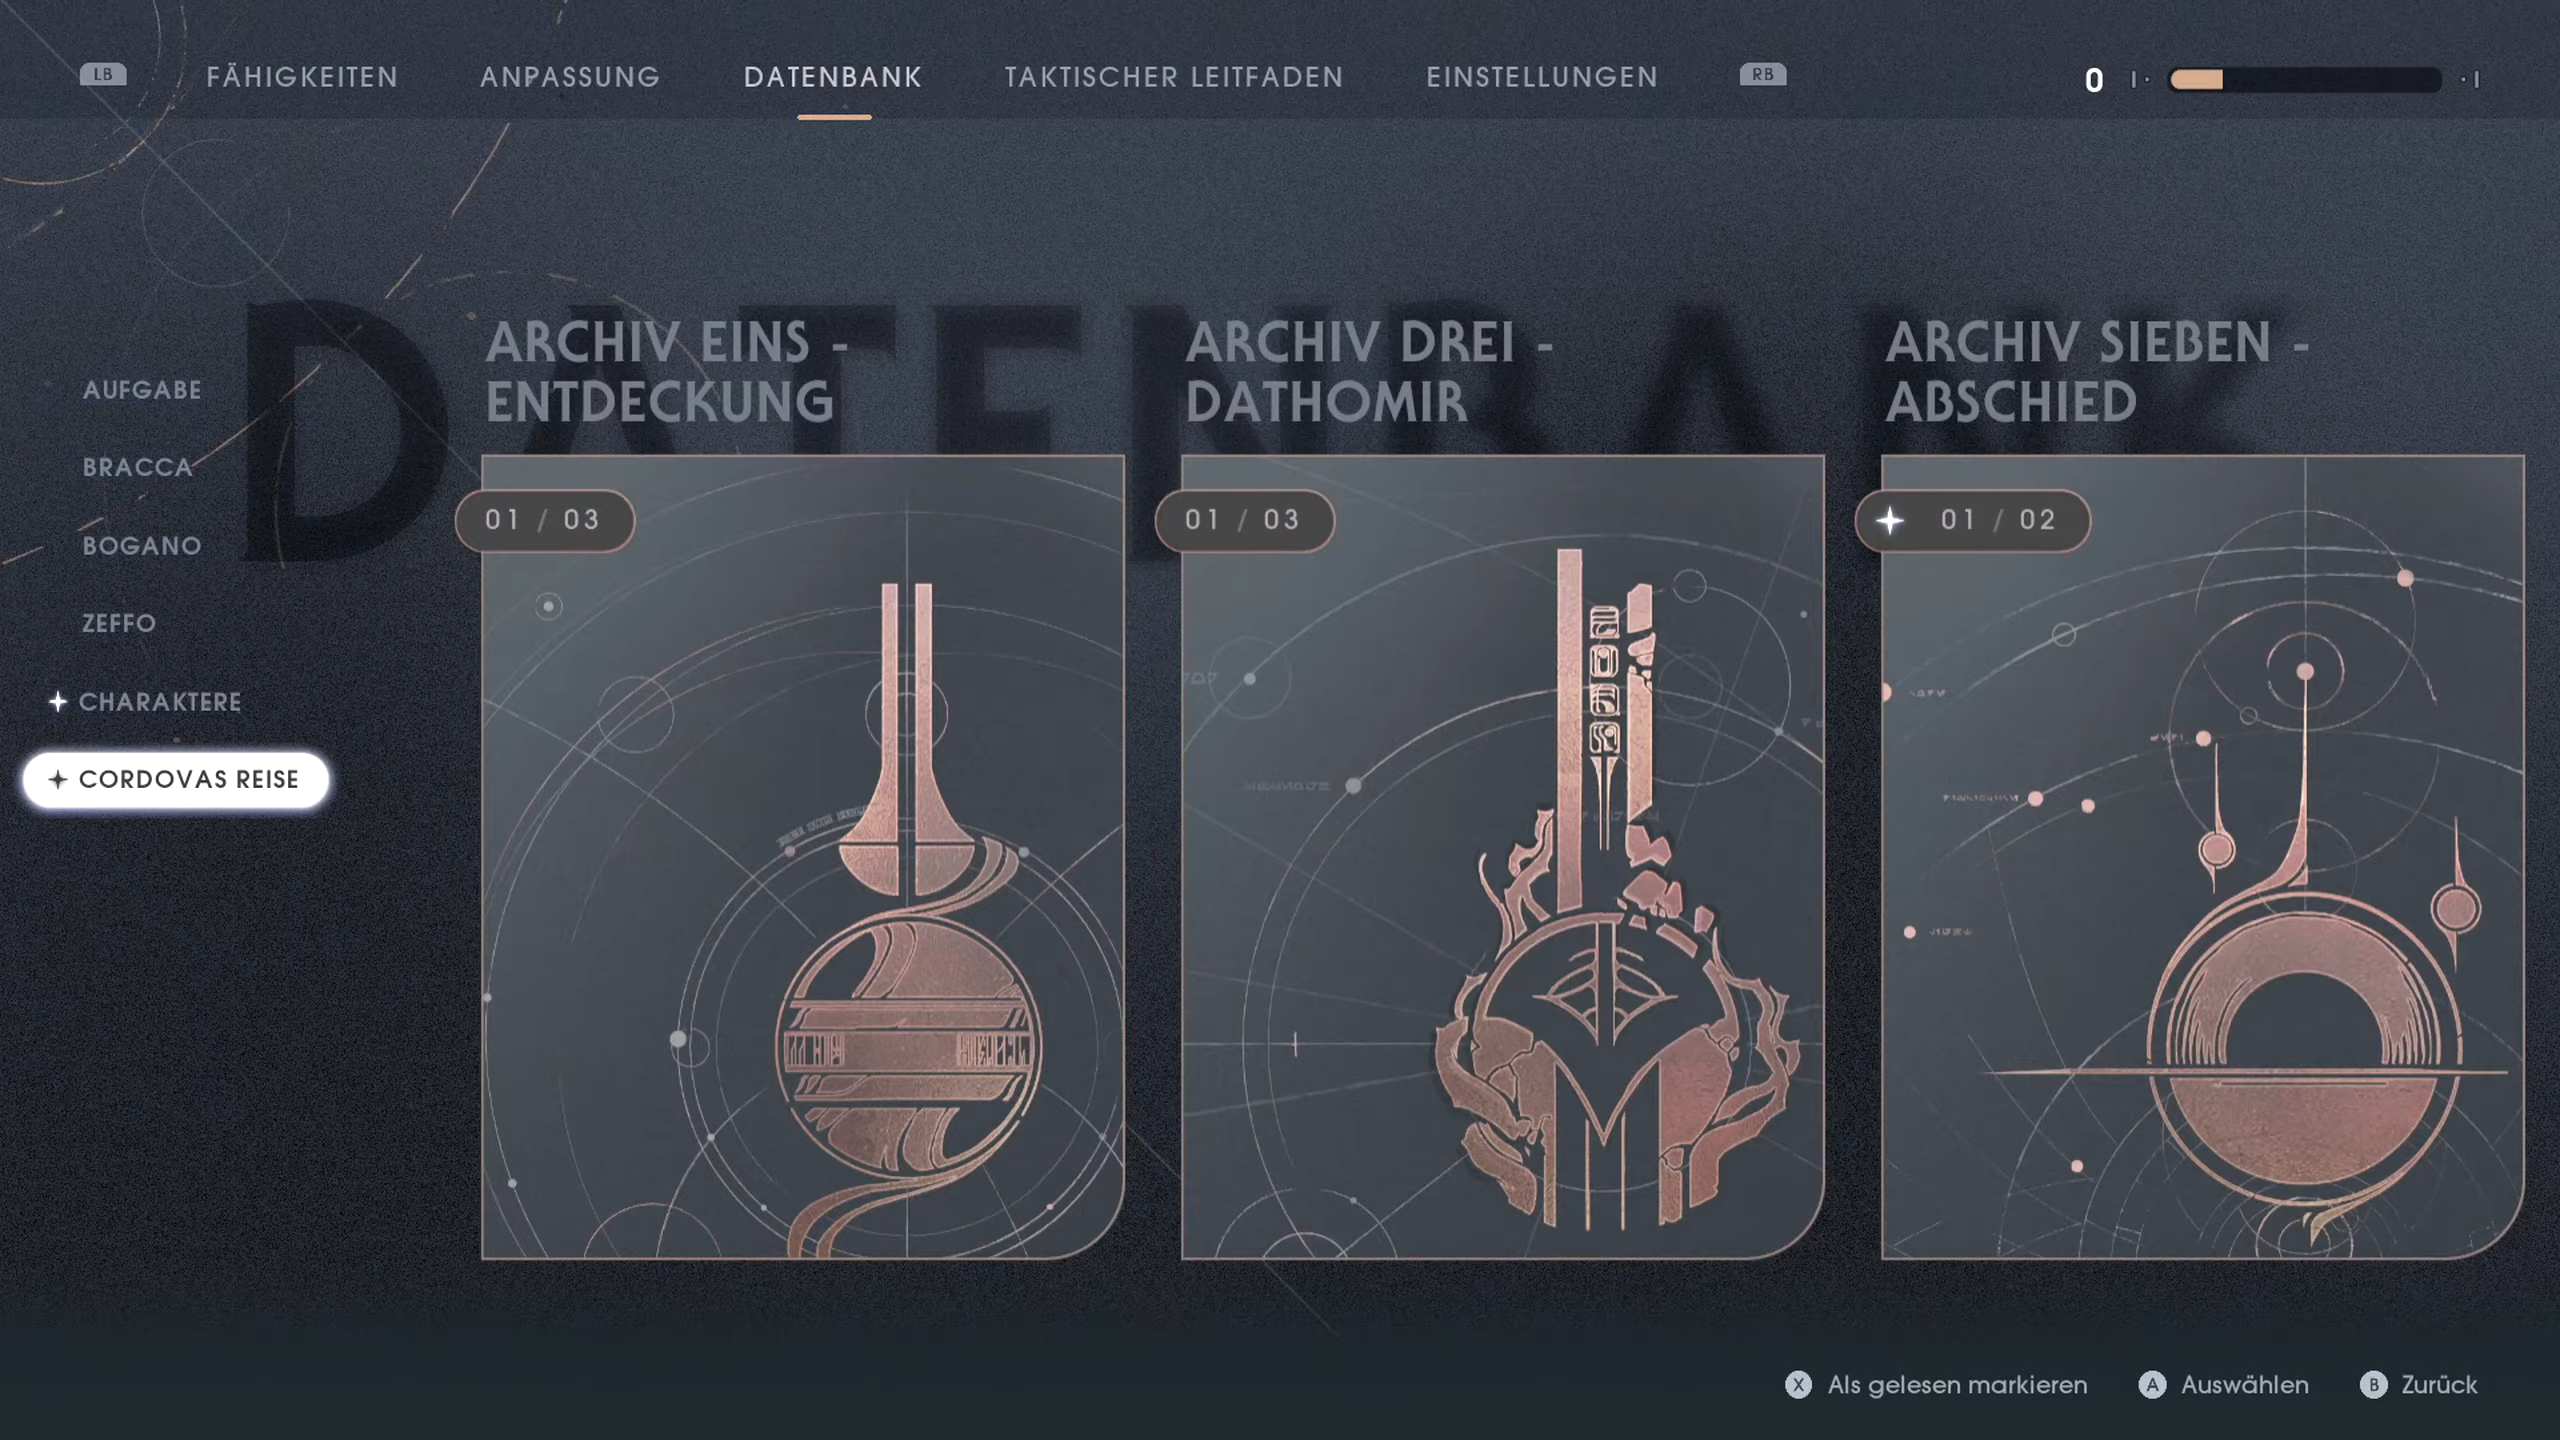 LB FÄHIGKEITEN ANPASSUNG DATENBANK TAKTISCHER LEITFADEN EINSTELLUNGEN RB 0
DATENBANK
AUFGABE
BRACCA
BOGANO
ZEFFO
CHARAKTERE
CORDOVAS REISE
ARCHIV EINS -
ENTDECKUNG
01 / 03
ARCHIV DREI -
DATHOMIR
01 / 03
ARCHIV SIEBEN -
ABSCHIED
01 / 02
X Als gelesen markieren A Auswählen B Zurück